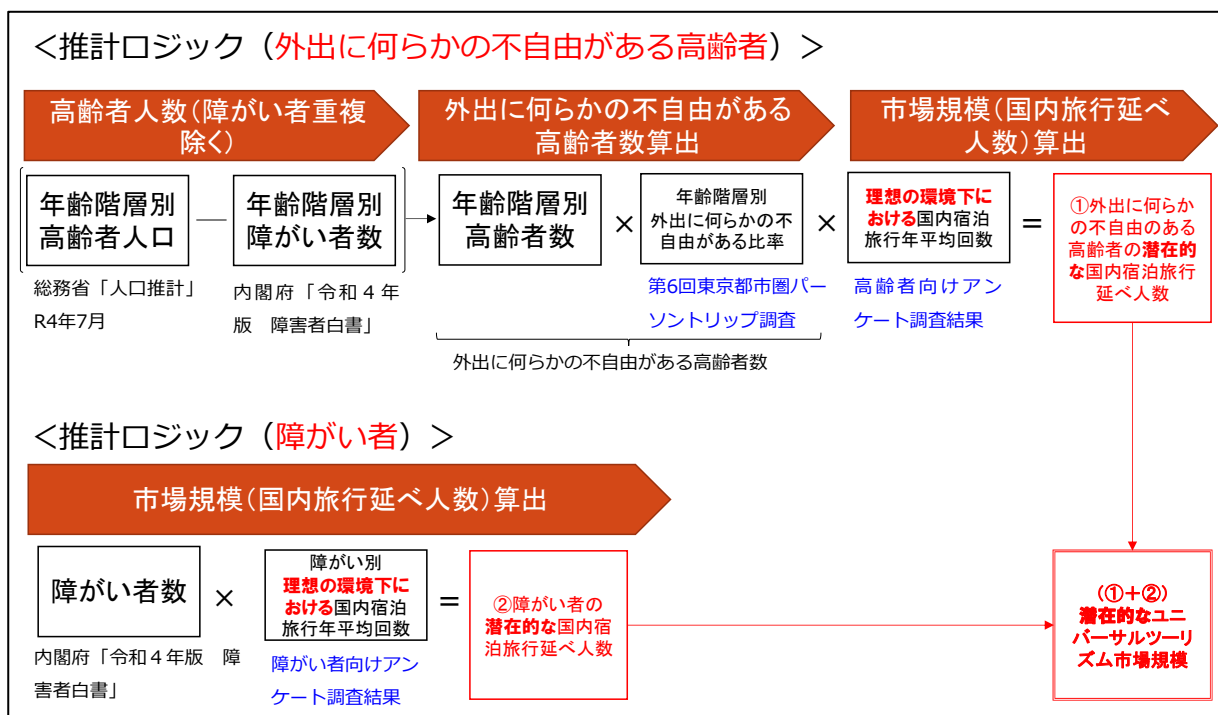 ＜推計ロジック（外出に何らかの不自由がある高齢者）＞
高齢者人数（障がい者重複
除く）
外出に何らかの不自由がある
高齢者数算出
市場規模（国内旅行延べ
人数）算出
年齢階層別
高齢者人口
―
年齢階層別
障がい者数
年齢階層別
高齢者数
×
年齢階層別
外出に何らかの不
自由がある比率
×
理想の環境下に
おける国内宿泊
旅行年平均回数
＝
①外出に何らか
の不自由のある
高齢者の潜在的
な国内宿泊旅行
延べ人数
総務省「人口推計」
R4年7月
内閣府「令和４年
版　障害者白書」
第6回東京都市圏パー
ソントリップ調査
高齢者向けアン
ケート調査結果
外出に何らかの不自由がある高齢者数
＜推計ロジック（障がい者）＞
市場規模（国内旅行延べ人数）算出
障がい者数
×
障がい別
理想の環境下に
おける国内宿泊
旅行年平均回数
＝
②障がい者の
潜在的な国内宿
泊旅行延べ人数
（①＋②）
潜在的なユニ
バーサルツーリ
ズム市場規模
内閣府「令和４年版　障
害者白書」
障がい者向けアン
ケート調査結果